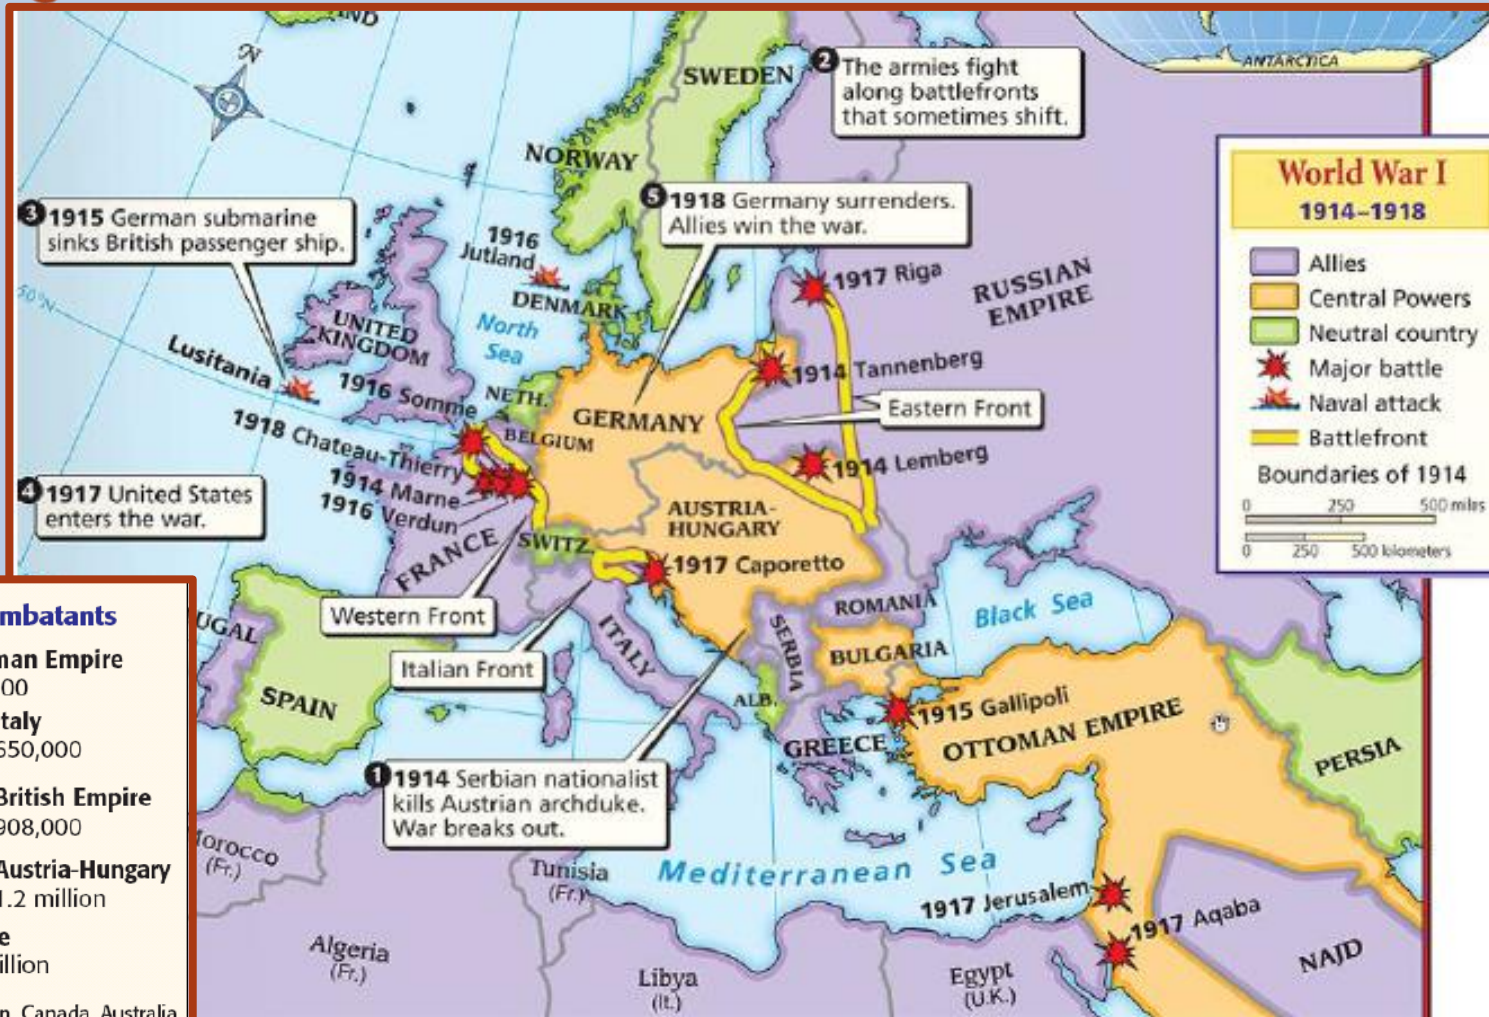 ANTARCTICA
SWEDEN
NORWAY
2 The armies fight
along battlefronts
that sometimes shift.
World War I
1914–1918
Allies
Central Powers
Neutral country
Major battle
Naval attack
Battlefront
Boundaries of 1914
0 250 500 miles
0 250 500 kilometers
N
3 1915 German submarine
sinks British passenger ship.
5 1918 Germany surrenders.
Allies win the war.
1916
Jutland
DENMARK
North
Sea
50°N
UNITED
KINGDOM
Lusitania
1917 Riga
RUSSIAN
EMPIRE
1914 Tannenberg
Eastern Front
1914 Lemberg
1916 Somme
NETH.
BELGIUM
GERMANY
1918 Chateau-Thierry
1914 Marne
1916 Verdun
4 1917 United States
enters the war.
FRANCE
SWITZ.
AUSTRIA-
HUNGARY
1917 Caporetto
Western Front
Italian Front
ITALY
ROMANIA
SERBIA
BULGARIA
Black Sea
UGAL
SPAIN
ALB.
GREECE
1915 Gallipoli
OTTOMAN EMPIRE
PERSIA
1 1914 Serbian nationalist
kills Austrian archduke.
War breaks out.
Morocco
(Fr.)
Tunisia
(Fr.)
Algeria
(Fr.)
Mediterranean Sea
Libya
(It.)
Egypt
(U.K.)
1917 Jerusalem
1917 Aqaba
NAJD
mbatants
man Empire
00
taly
650,000
British Empire
908,000
Austria-Hungary
1.2 million
e
illion
n, Canada, Australia